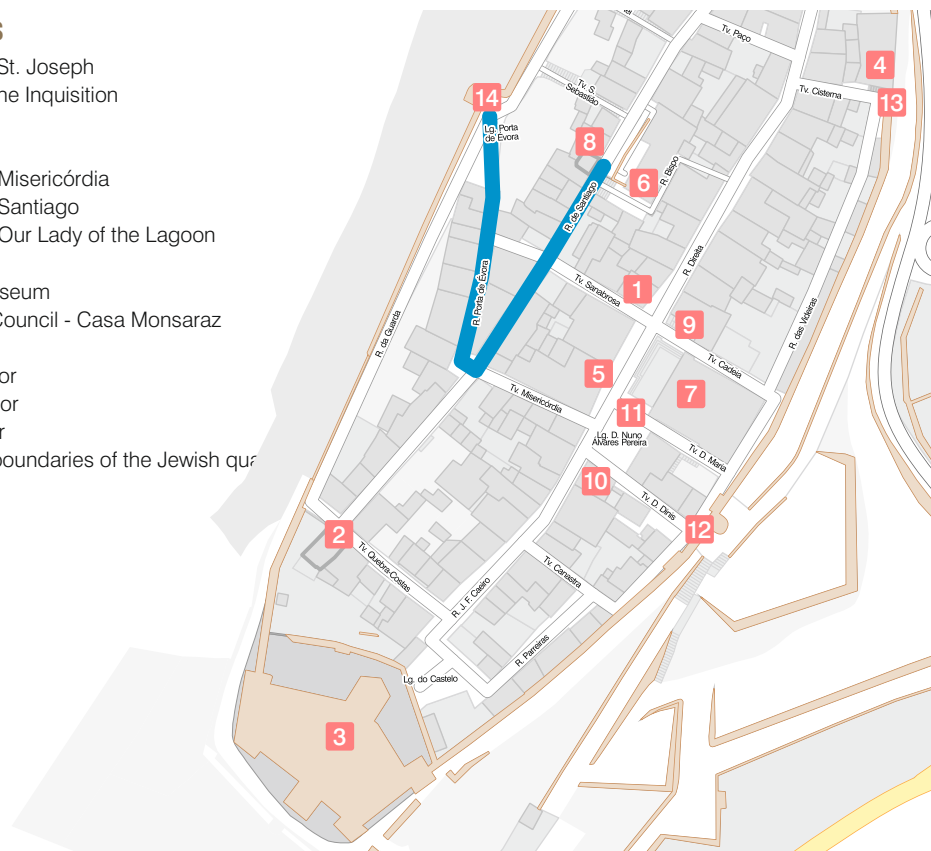 s
St. Joseph
ne Inquisition
Misericórdia
Santiago
Our Lady of the Lagoon
seum
Council - Casa Monsaraz
or
or
r
boundaries of the Jewish qua
Tv. Paço
4
Tv. Cisterna
13
Tv. S.
Sebastião
14
Lg. Porta
de Évora
8
6
R. Bispo
R. de Santiago
R. Direita
Tv. Sanabrosa
1
R. Porta de Évora
R. da Guarda
9
R. das Videiras
Tv. Cadeia
5
7
Tv. Misericórdia
11
Lg. D. Nuno
Álvares Pereira
Tv. D. Maria
10
Tv. D. Dinis
12
2
Tv. Quebra-Costas
Tv. Canastra
R. J. F. Caeiro
R. Parreiras
Lg. do Castelo
3